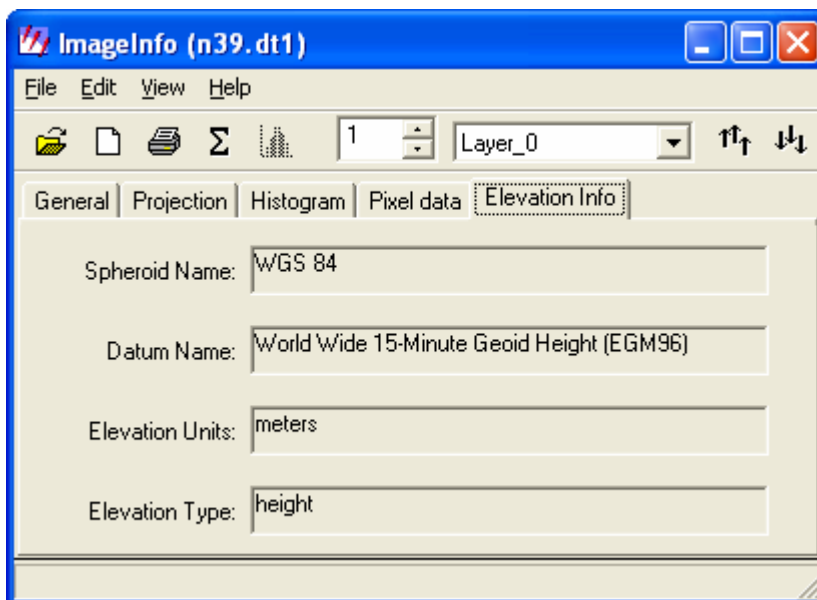 ImageInfo (n39.dt1)
File Edit View Help
Σ 1 Layer_0
General Projection Histogram Pixel data Elevation Info
Spheroid Name: WGS 84
Datum Name: World Wide 15-Minute Geoid Height (EGM96)
Elevation Units: meters
Elevation Type: height